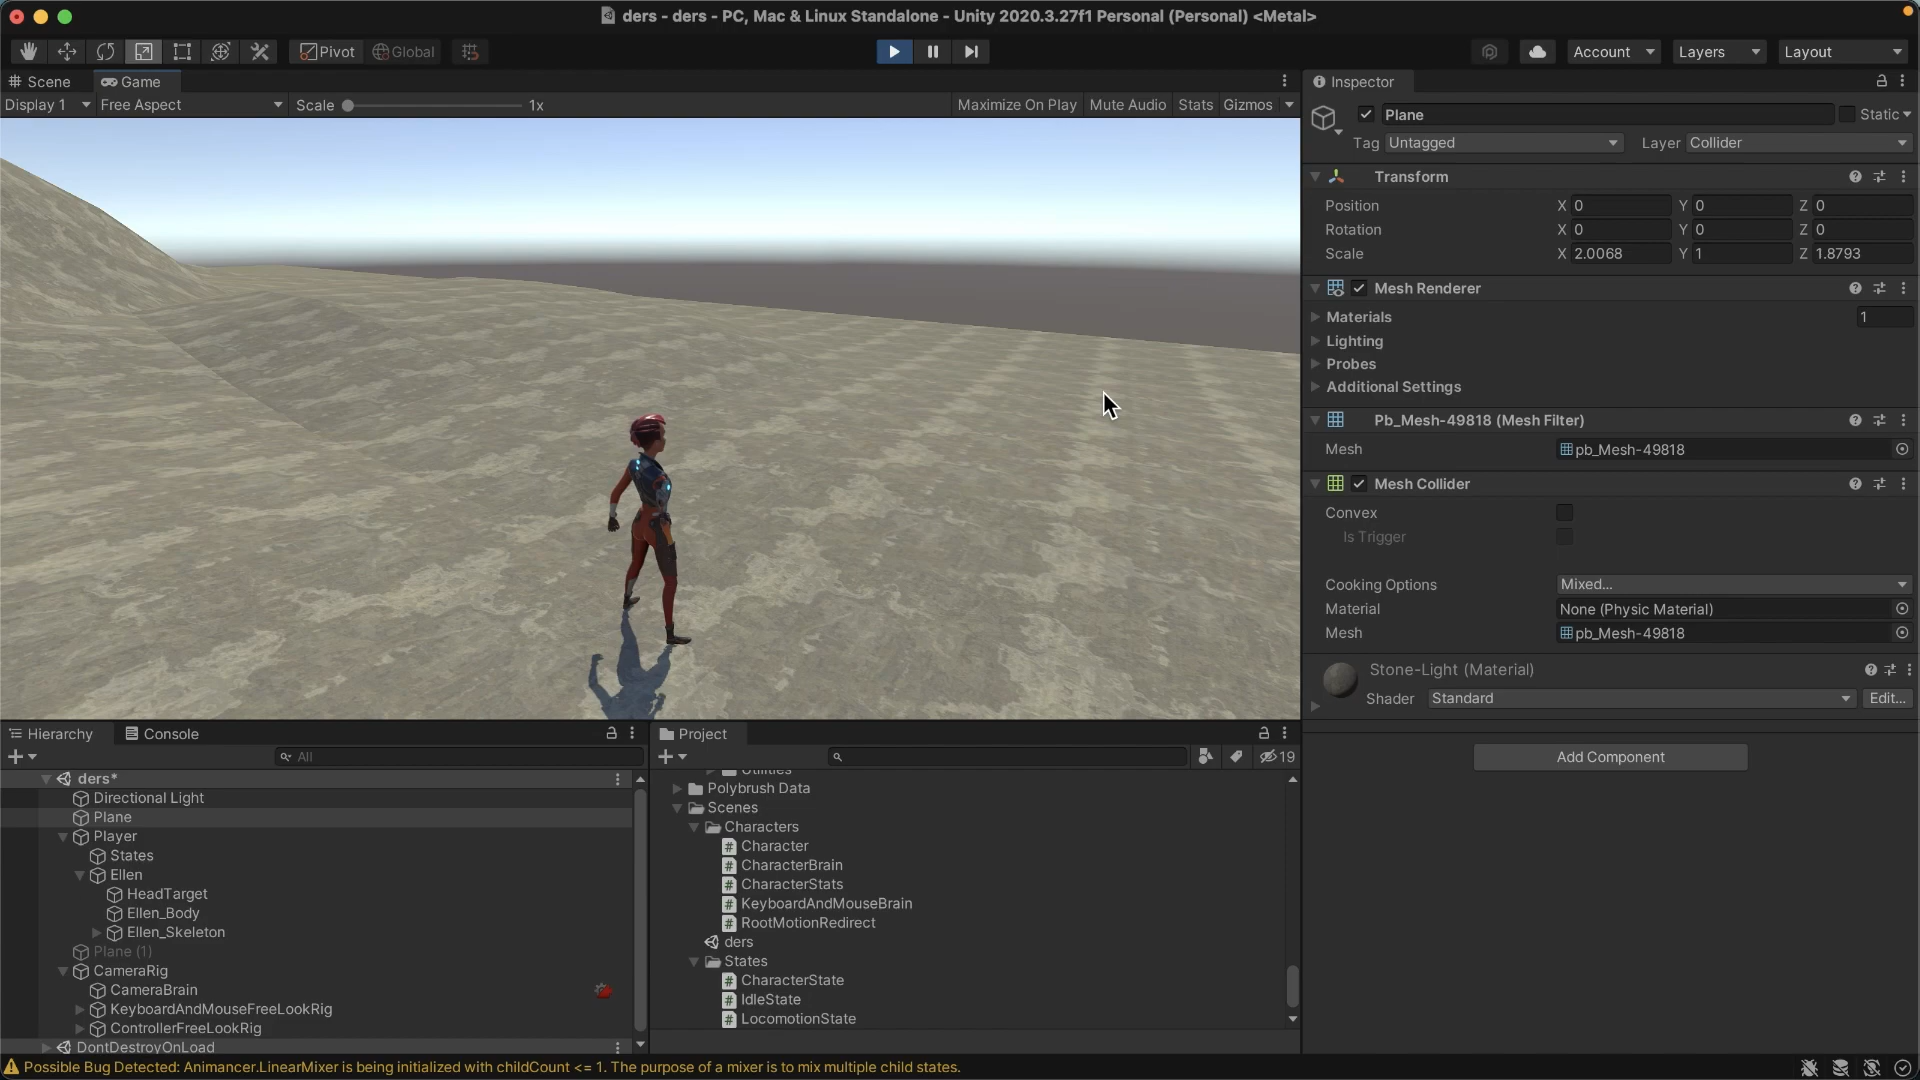 ders - ders - PC, Mac & Linux Standalone - Unity 2020.3.27f1 Personal (Personal) <Metal>
Pivot Global Account Layers Layout
Scene Game
Display 1 Free Aspect Scale 1x Maximize On Play Mute Audio Stats Gizmos
Inspector
Plane Static
Tag Untagged Layer Collider
Transform
Position X 0 Y 0 Z 0
Rotation X 0 Y 0 Z 0
Scale X 2.0068 Y 1 Z 1.8793
Mesh Renderer
Materials 1
Lighting
Probes
Additional Settings
Pb_Mesh-49818 (Mesh Filter)
Mesh pb_Mesh-49818
Mesh Collider
Convex
Is Trigger
Cooking Options Mixed...
Material None (Physic Material)
Mesh pb_Mesh-49818
Stone-Light (Material)
Shader Standard Edit...
Add Component
Hierarchy Console
All
ders*
Directional Light
Plane
Player
States
Ellen
HeadTarget
Ellen_Body
Ellen_Skeleton
Plane (1)
CameraRig
CameraBrain
KeyboardAndMouseFreeLookRig
ControllerFreeLookRig
DontDestroyOnLoad
Project
19
Utilities
Polybrush Data
Scenes
Characters
Character
CharacterBrain
CharacterStats
KeyboardAndMouseBrain
RootMotionRedirect
ders
States
CharacterState
IdleState
LocomotionState
Possible Bug Detected: Animancer.LinearMixer is being initialized with childCount <= 1. The purpose of a mixer is to mix multiple child states.